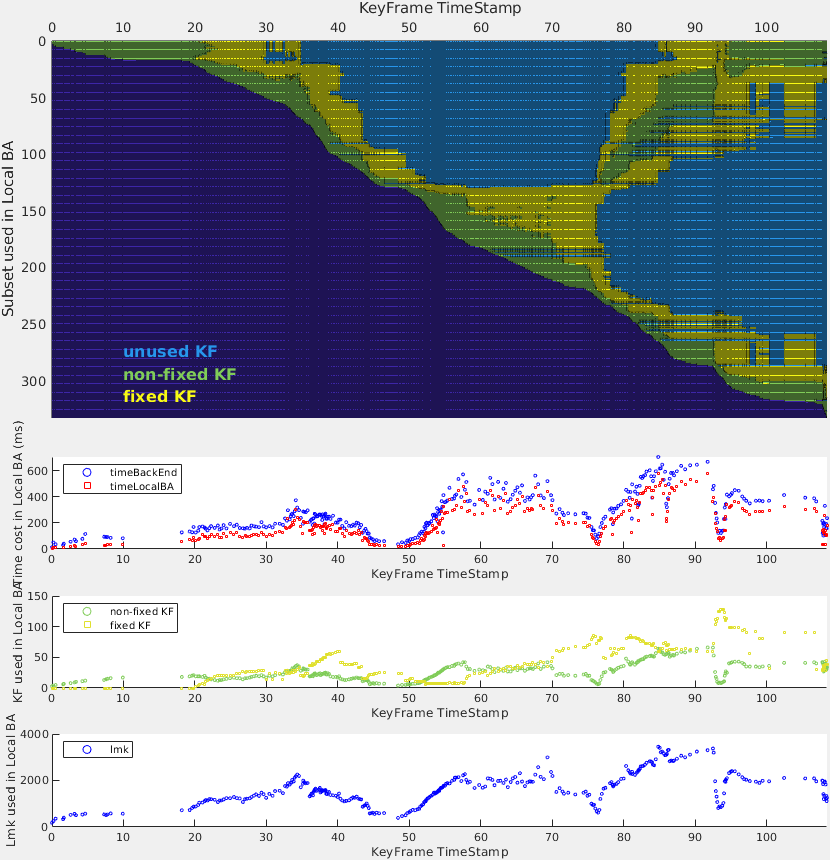 KeyFrame TimeStamp
0 10 20 30 40 50 60 70 80 90 100
Subset used in Local BA
0
50
100
150
200
250
300
unused KF
non-fixed KF
fixed KF
Time cost in Local BA (ms)
600
400
200
0
timeBackEnd
timeLocalBA
0 10 20 30 40 50 60 70 80 90 100
KeyFrame TimeStamp
KF used in Local BA
150
100
50
0
non-fixed KF
fixed KF
0 10 20 30 40 50 60 70 80 90 100
KeyFrame TimeStamp
Lmk used in Local BA
4000
2000
0
lmk
0 10 20 30 40 50 60 70 80 90 100
KeyFrame TimeStamp